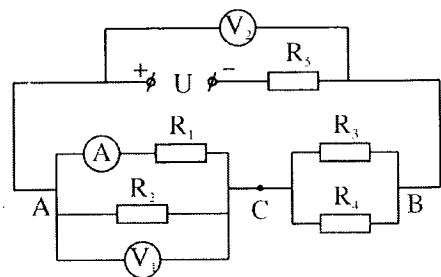 V₂
+ U − R₅
A R₁ R₃
A R₂ C B
R₄
V₁